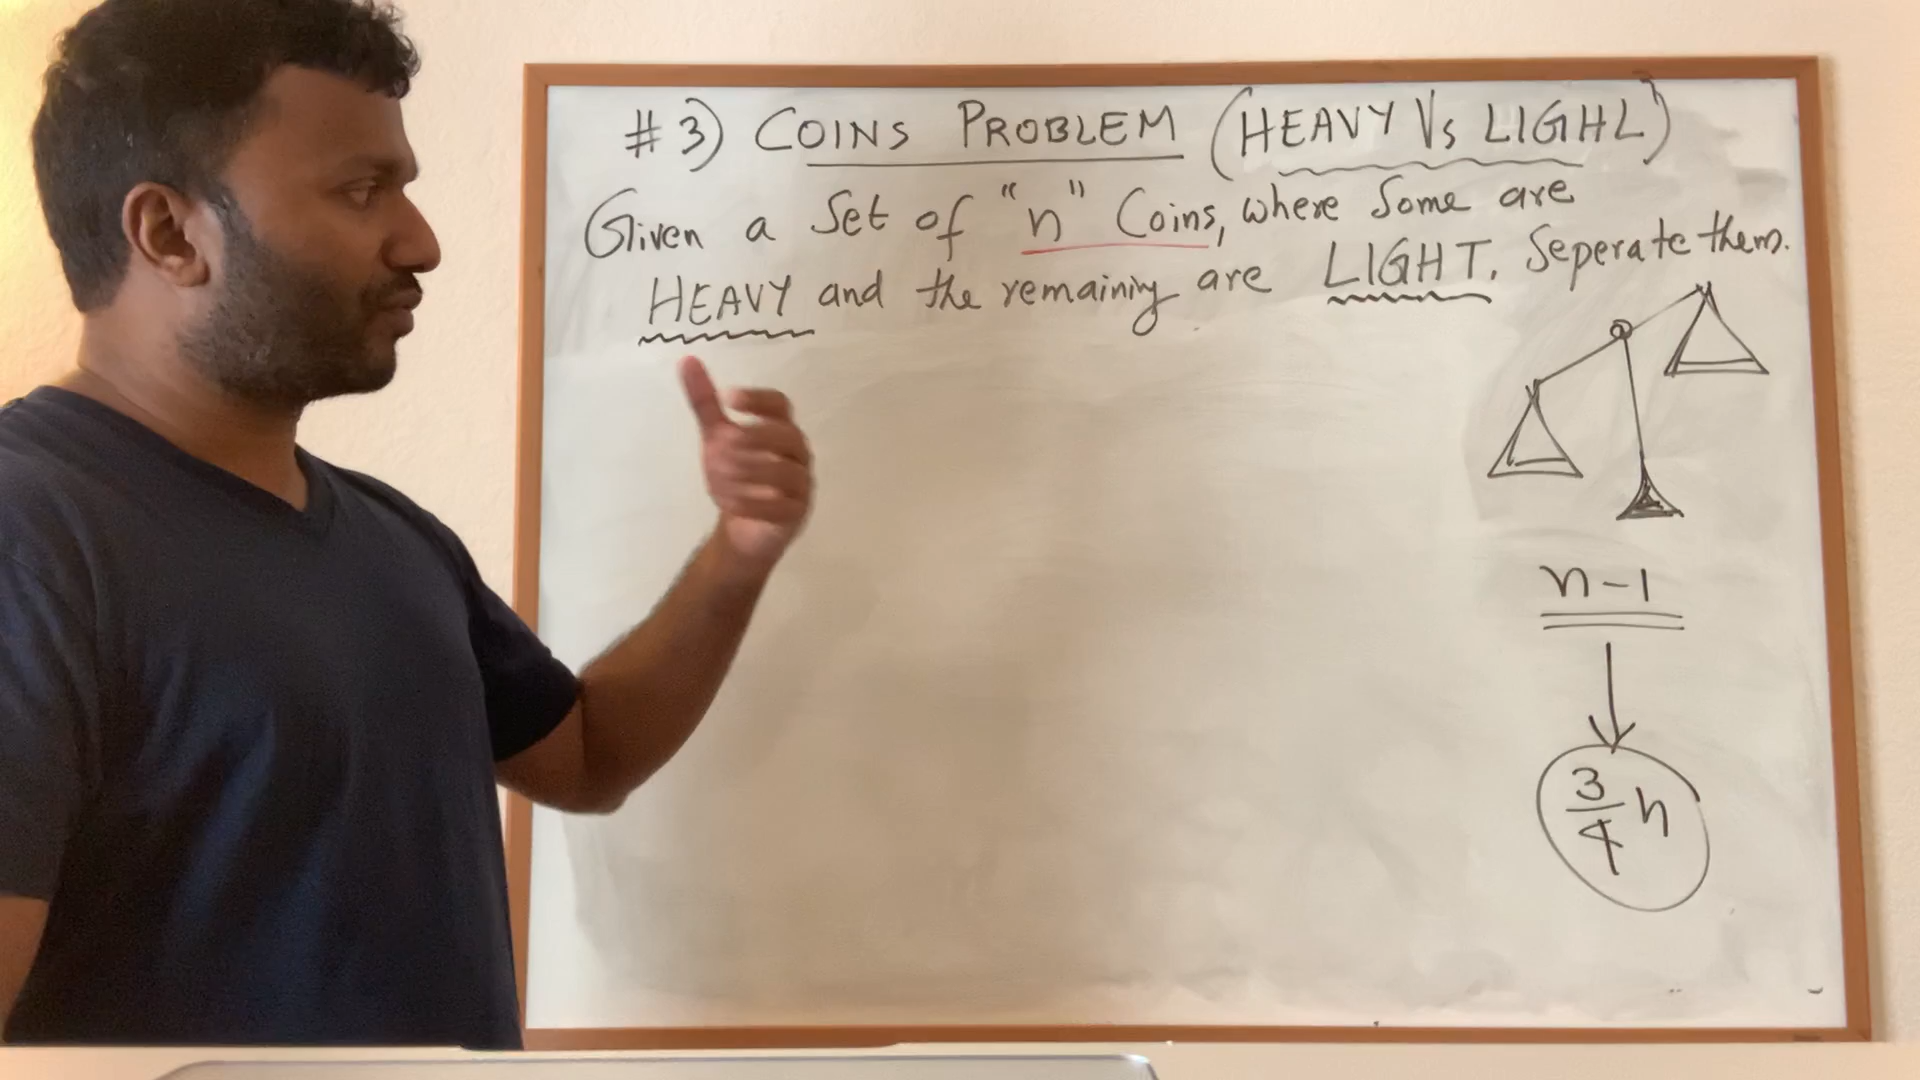 #3) COINS PROBLEM (HEAVY Vs LIGHL)
Given a Set of "n" Coins, where Some are
HEAVY and the remaining are LIGHT. Seperate them.
n-1
3/4 n